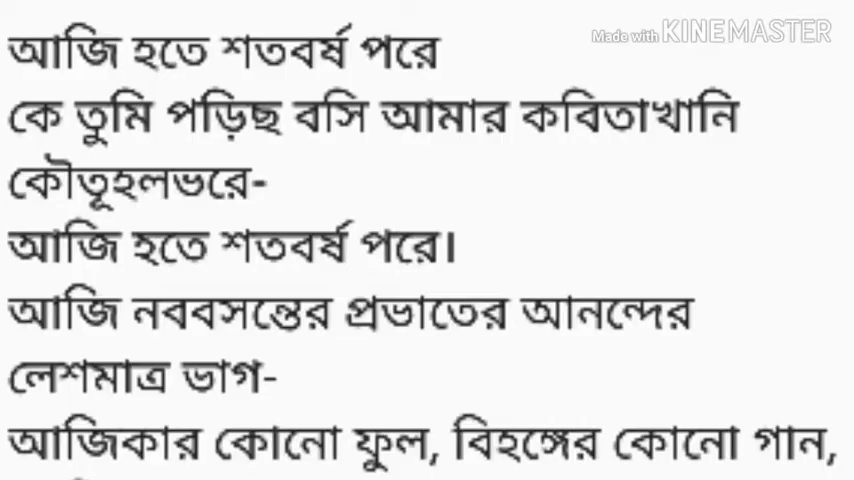 Made with KINEMASTER
আজি হতে শতবর্ষ পরে
কে তুমি পড়িছ বসি আমার কবিতাখানি
কৌতূহলভরে-
আজি হতে শতবর্ষ পরে।
আজি নববসন্তের প্রভাতের আনন্দের
লেশমাত্র ভাগ-
আজিকার কোনো ফুল, বিহঙ্গের কোনো গান,